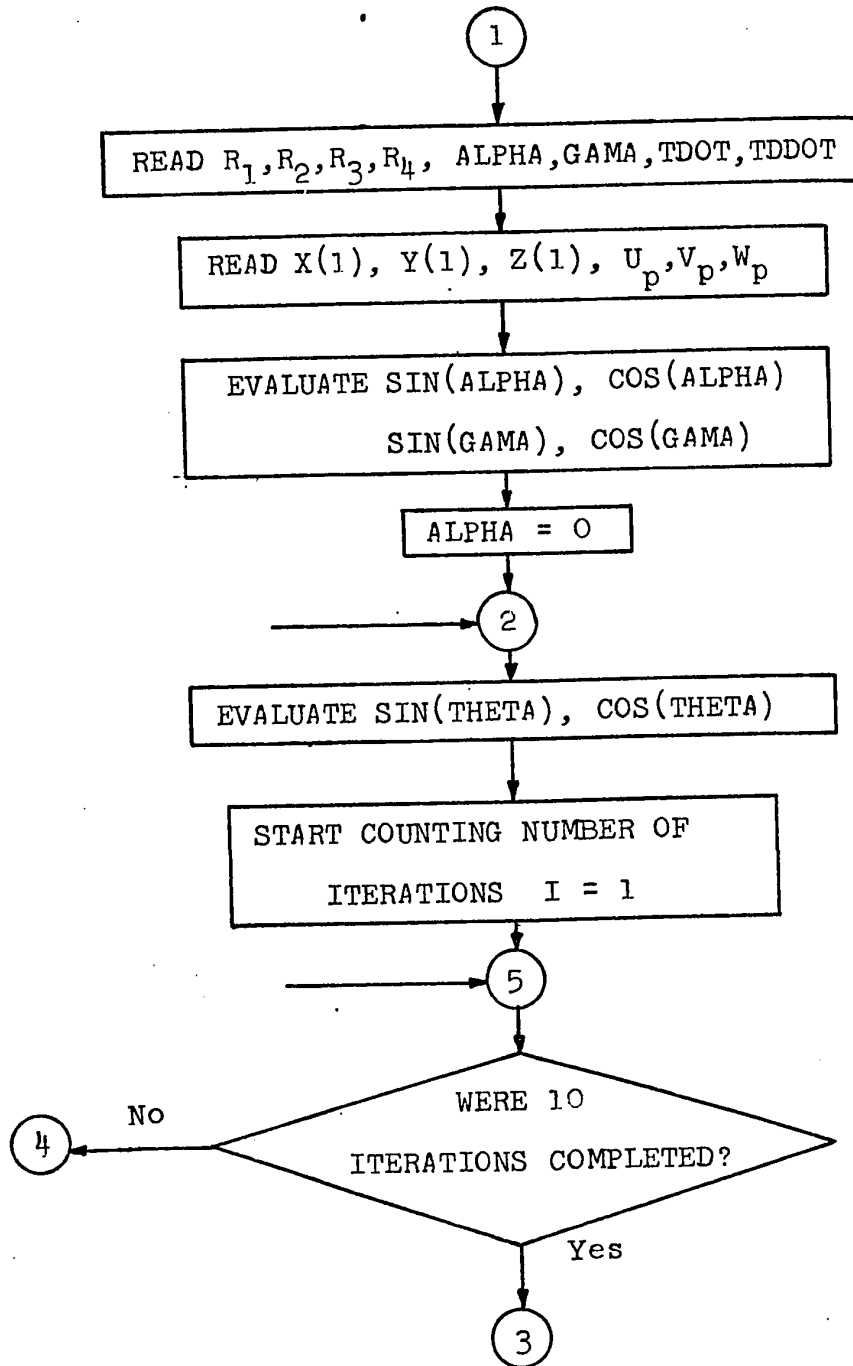 1
READ R1,R2,R3,R4, ALPHA,GAMA,TDOT,TDDOT
READ X(1), Y(1), Z(1), Up,Vp,Wp
EVALUATE SIN(ALPHA), COS(ALPHA)
SIN(GAMA), COS(GAMA)
ALPHA = 0
2
EVALUATE SIN(THETA), COS(THETA)
START COUNTING NUMBER OF
ITERATIONS I = 1
5
WERE 10
ITERATIONS COMPLETED?
No
4
Yes
3